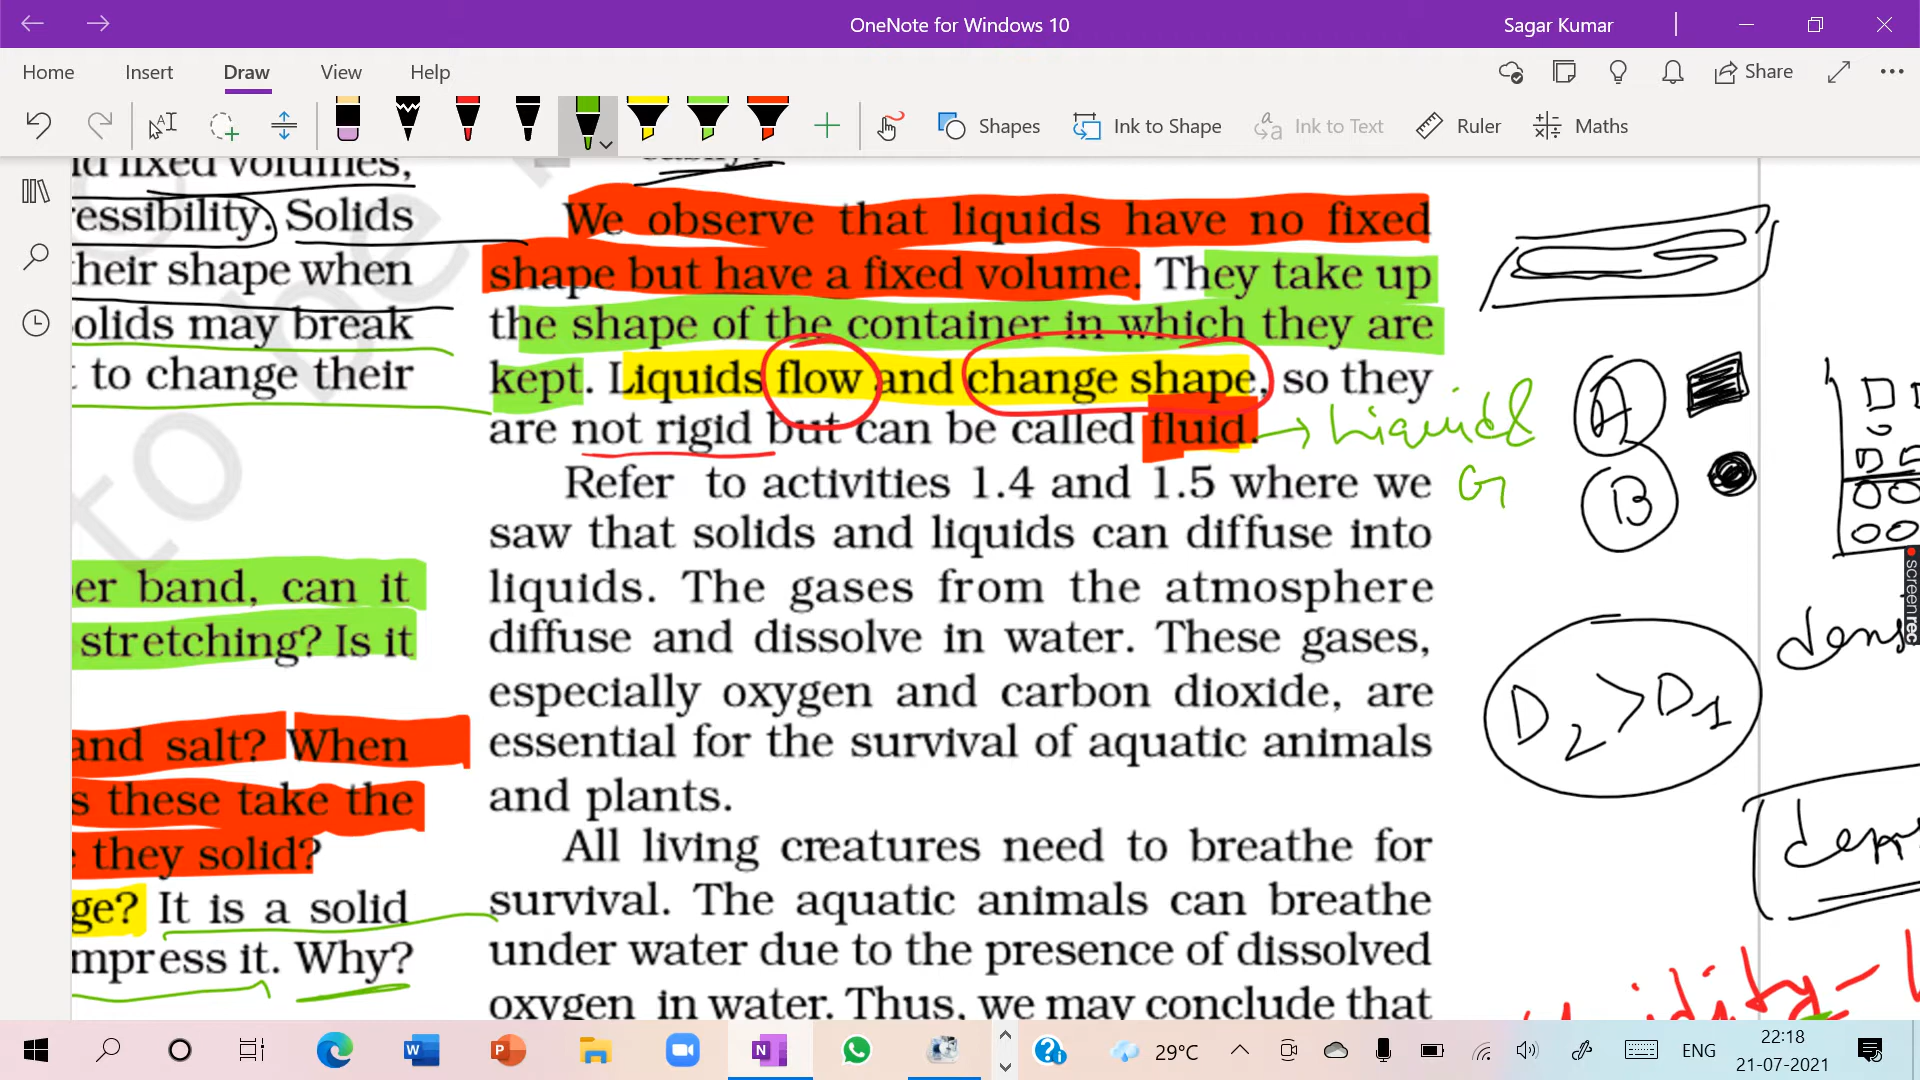 OneNote for Windows 10
Sagar Kumar
Home Insert Draw View Help
Share
Shapes Ink to Shape Ink to Text Ruler Maths
d fixed volumes,
essibility. Solids
heir shape when
olids may break
to change their
er band, can it
stretching? Is it
and salt? When
s these take the
they solid?
ge? It is a solid
mpress it. Why?
We observe that liquids have no fixed
shape but have a fixed volume. They take up
the shape of the container in which they are
kept. Liquids flow and change shape, so they
are not rigid but can be called fluid.
Refer to activities 1.4 and 1.5 where we
saw that solids and liquids can diffuse into
liquids. The gases from the atmosphere
diffuse and dissolve in water. These gases,
especially oxygen and carbon dioxide, are
essential for the survival of aquatic animals
and plants.
All living creatures need to breathe for
survival. The aquatic animals can breathe
under water due to the presence of dissolved
oxygen in water. Thus, we may conclude that
→ Liquid
G
A
B
D2 > D1
dens
to be
screenrec
29°C
ENG
22:18
21-07-2021